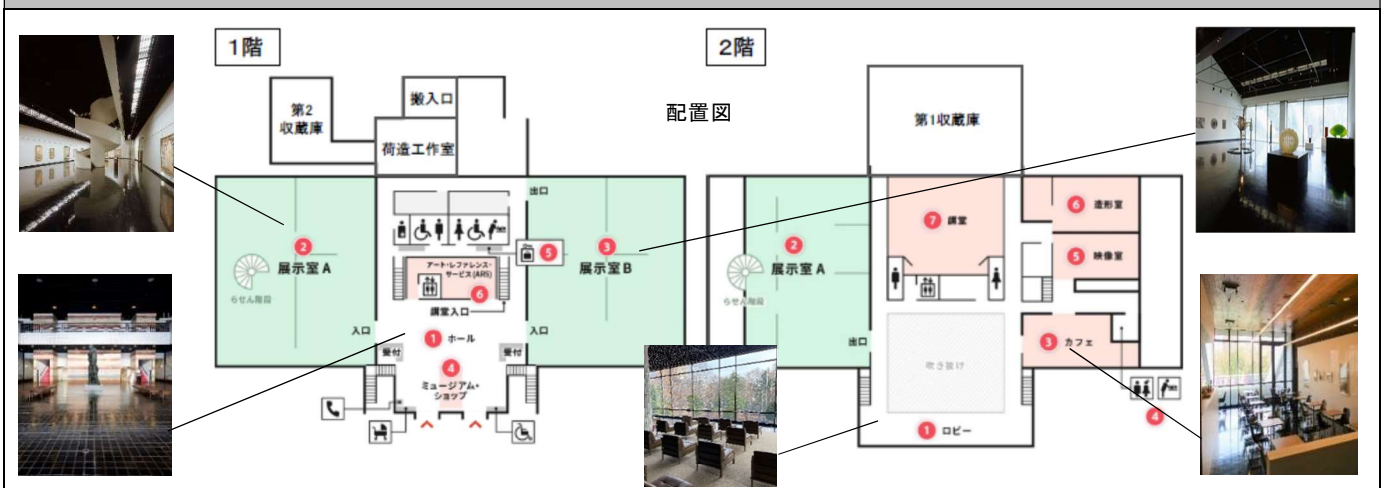 1階
2階
配置図
第2
収蔵庫
搬入口
荷造工作室
出口
2
展示室A
らせん階段
5
3
展示室B
アート・レファレンス・
サービス(ARS)
6
講堂入口
入口
入口
1 ホール
受付
受付
4
ミュージアム・
ショップ
第1収蔵庫
2
展示室A
らせん階段
7 講堂
6 造形室
5 映像室
出口
吹き抜け
3 カフェ
4
1 ロビー